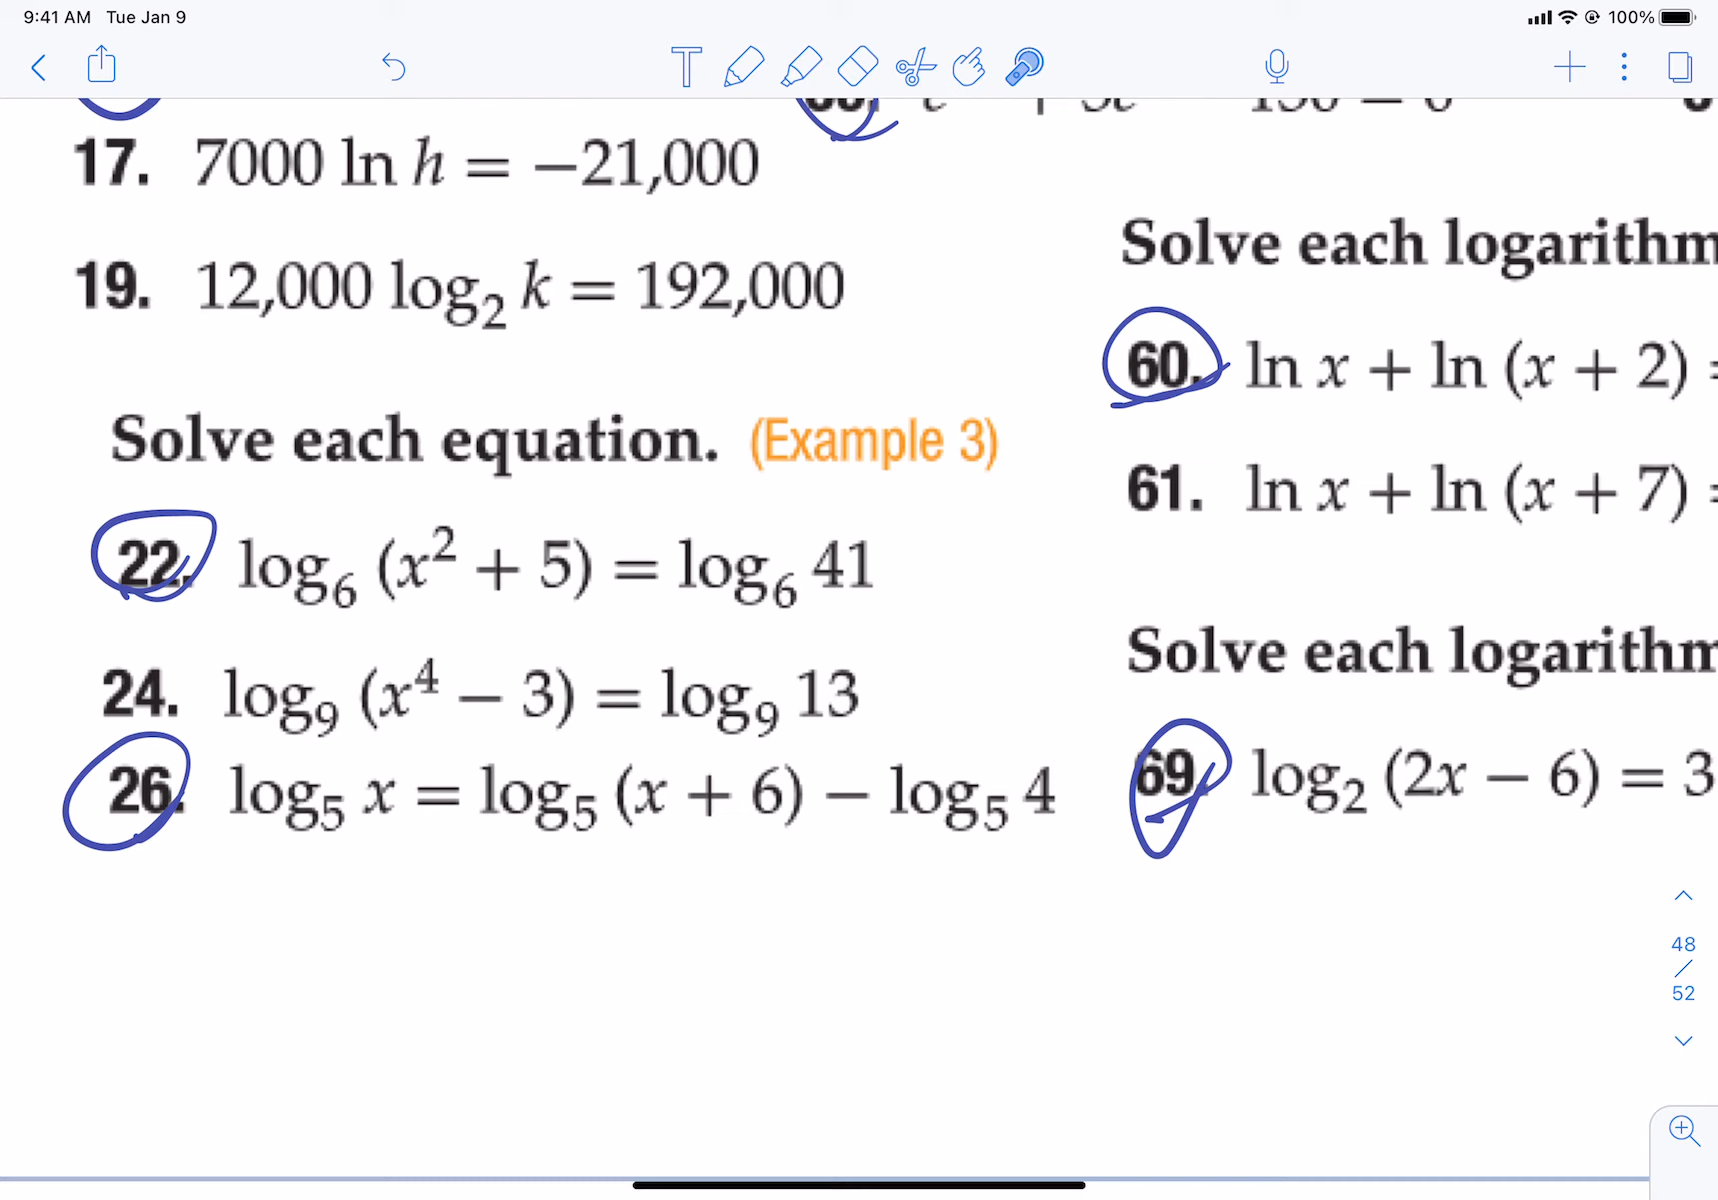 9:41 AM Tue Jan 9
100%
17. 7000 ln h = −21,000
19. 12,000 log₂ k = 192,000
Solve each equation. (Example 3)
22. log₆ (x² + 5) = log₆ 41
24. log₉ (x⁴ − 3) = log₉ 13
26. log₅ x = log₅ (x + 6) − log₅ 4
Solve each logarithm
60. ln x + ln (x + 2) =
61. ln x + ln (x + 7) =
Solve each logarithm
69. log₂ (2x − 6) = 3
48
/
52